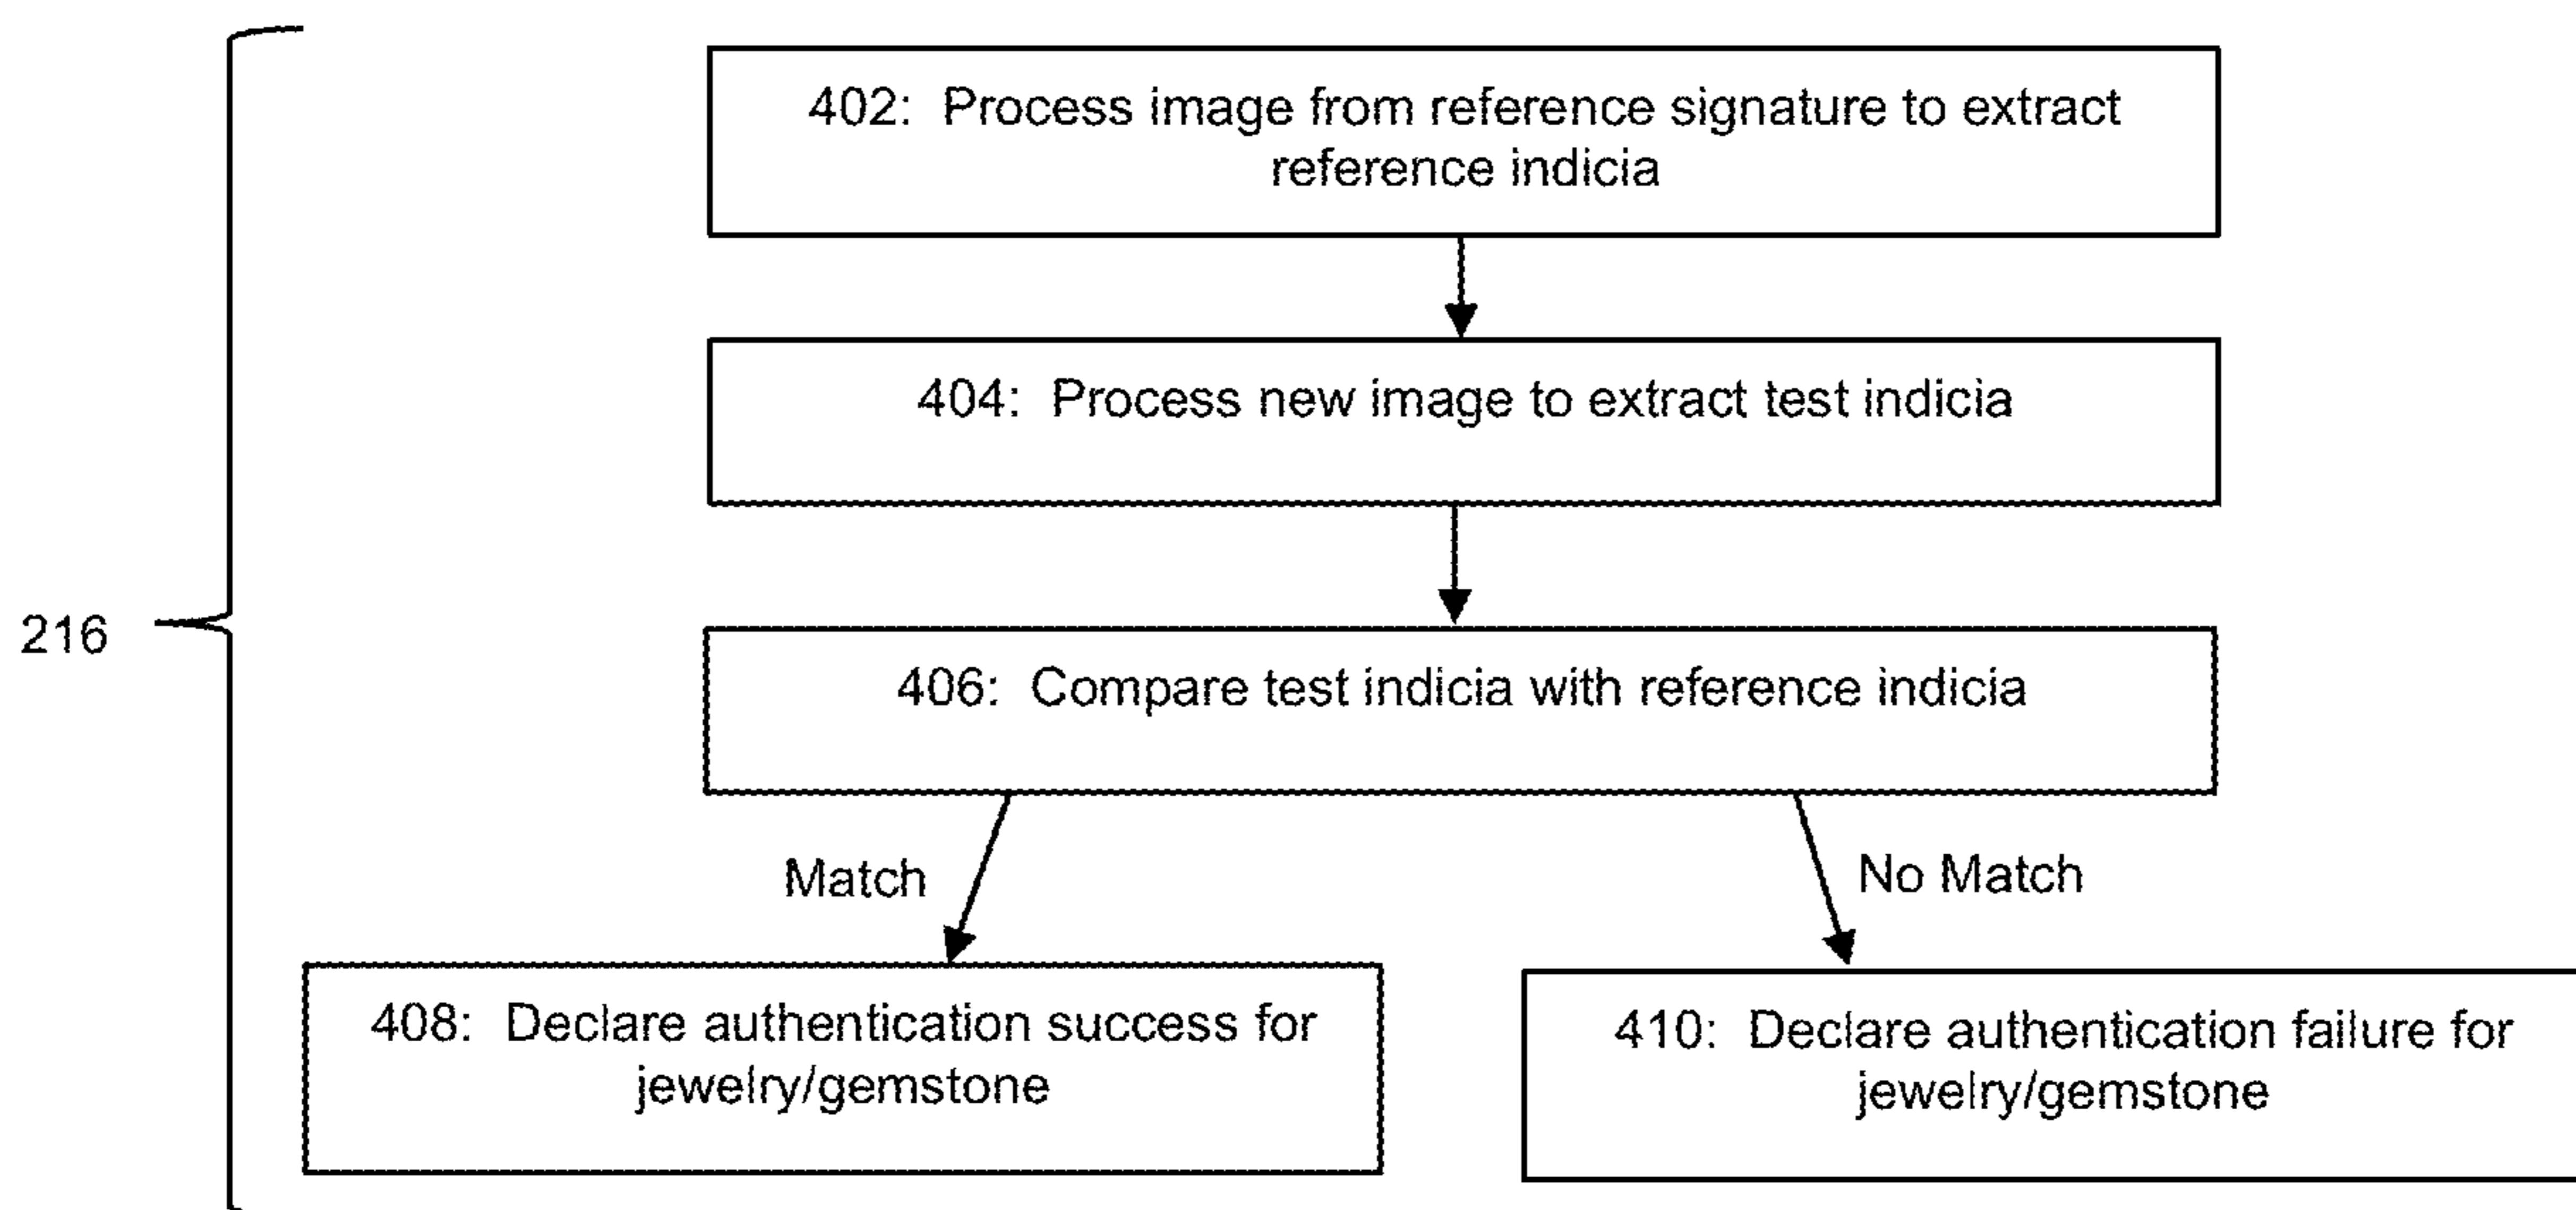 402: Process image from reference signature to extract
reference indicia
404: Process new image to extract test indicia
216
406: Compare test indicia with reference indicia
Match
No Match
408: Declare authentication success for
jewelry/gemstone
410: Declare authentication failure for
jewelry/gemstone